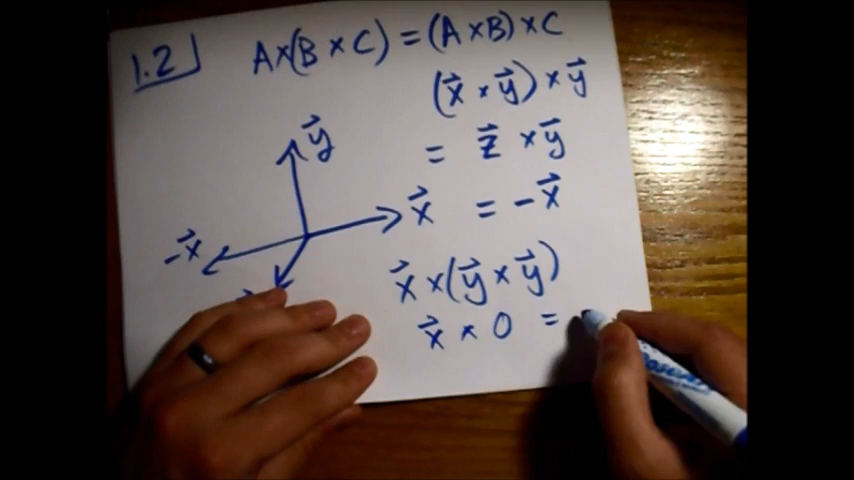 1.2
A×(B×C) = (A×B)×C
(x⃗ × y⃗) × y⃗
= z⃗ × y⃗
= -x⃗
y⃗
x⃗
-x⃗
x⃗ × (y⃗ × y⃗)
x⃗ × 0 =